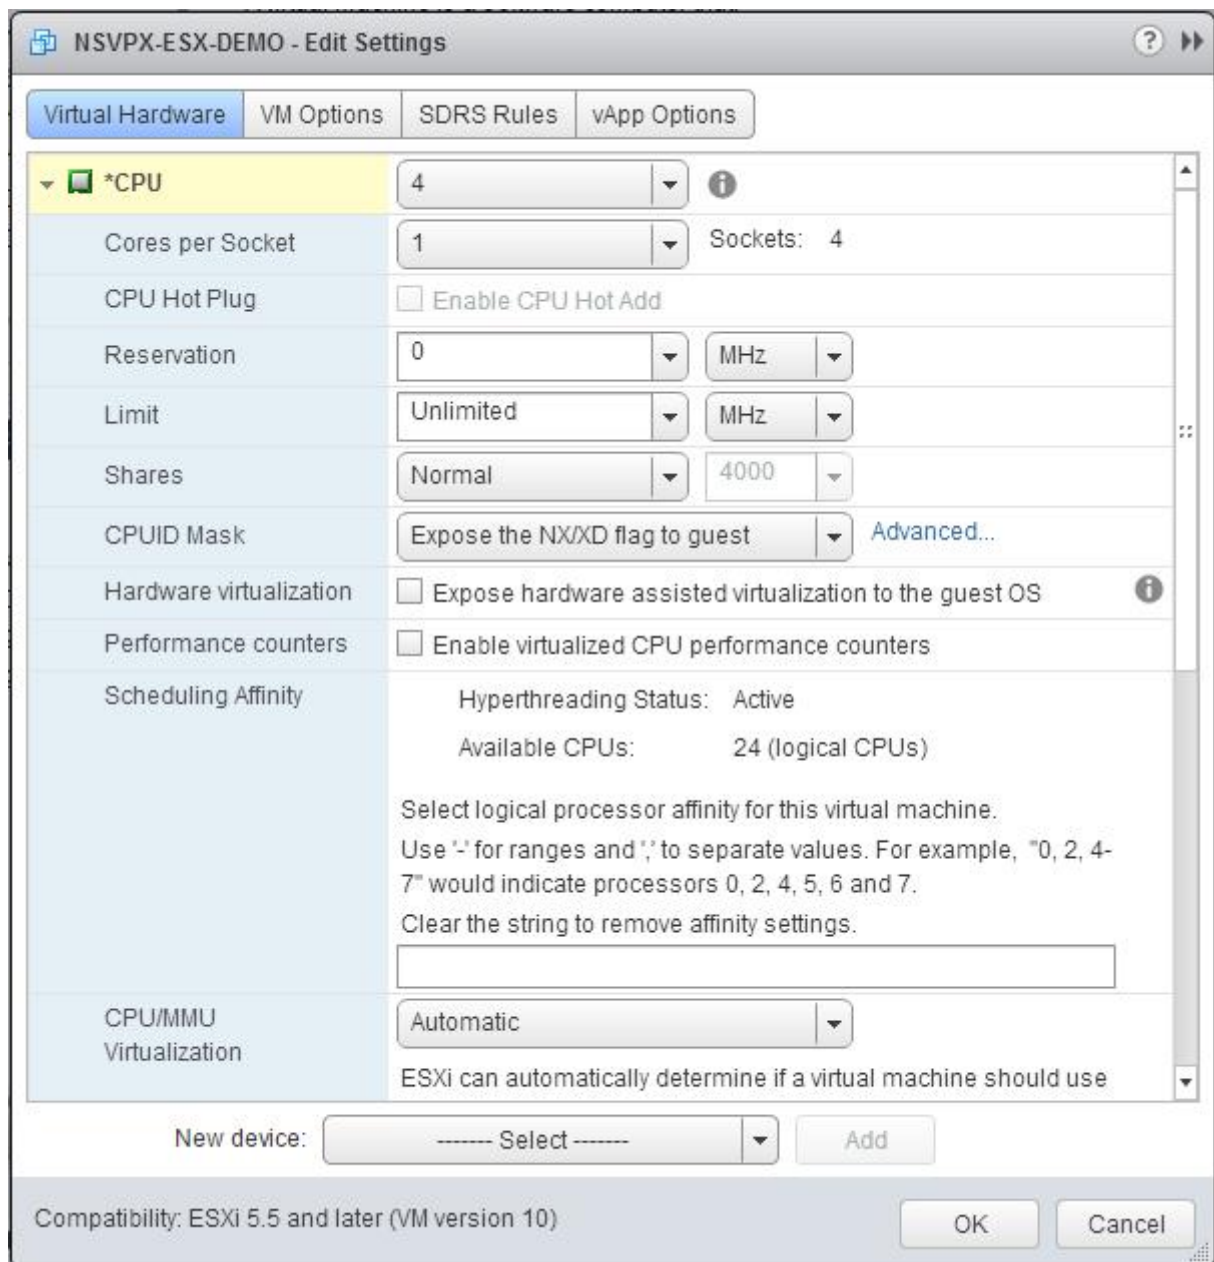 NSVPX-ESX-DEMO - Edit Settings
Virtual Hardware VM Options SDRS Rules vApp Options
*CPU 4
Cores per Socket 1 Sockets: 4
CPU Hot Plug Enable CPU Hot Add
Reservation 0 MHz
Limit Unlimited MHz
Shares Normal 4000
CPUID Mask Expose the NX/XD flag to guest Advanced...
Hardware virtualization Expose hardware assisted virtualization to the guest OS
Performance counters Enable virtualized CPU performance counters
Scheduling Affinity Hyperthreading Status: Active
Available CPUs: 24 (logical CPUs)
Select logical processor affinity for this virtual machine.
Use '-' for ranges and ',' to separate values. For example, "0, 2, 4-
7" would indicate processors 0, 2, 4, 5, 6 and 7.
Clear the string to remove affinity settings.
CPU/MMU Automatic
Virtualization
ESXi can automatically determine if a virtual machine should use
New device: ------- Select ------- Add
Compatibility: ESXi 5.5 and later (VM version 10) OK Cancel